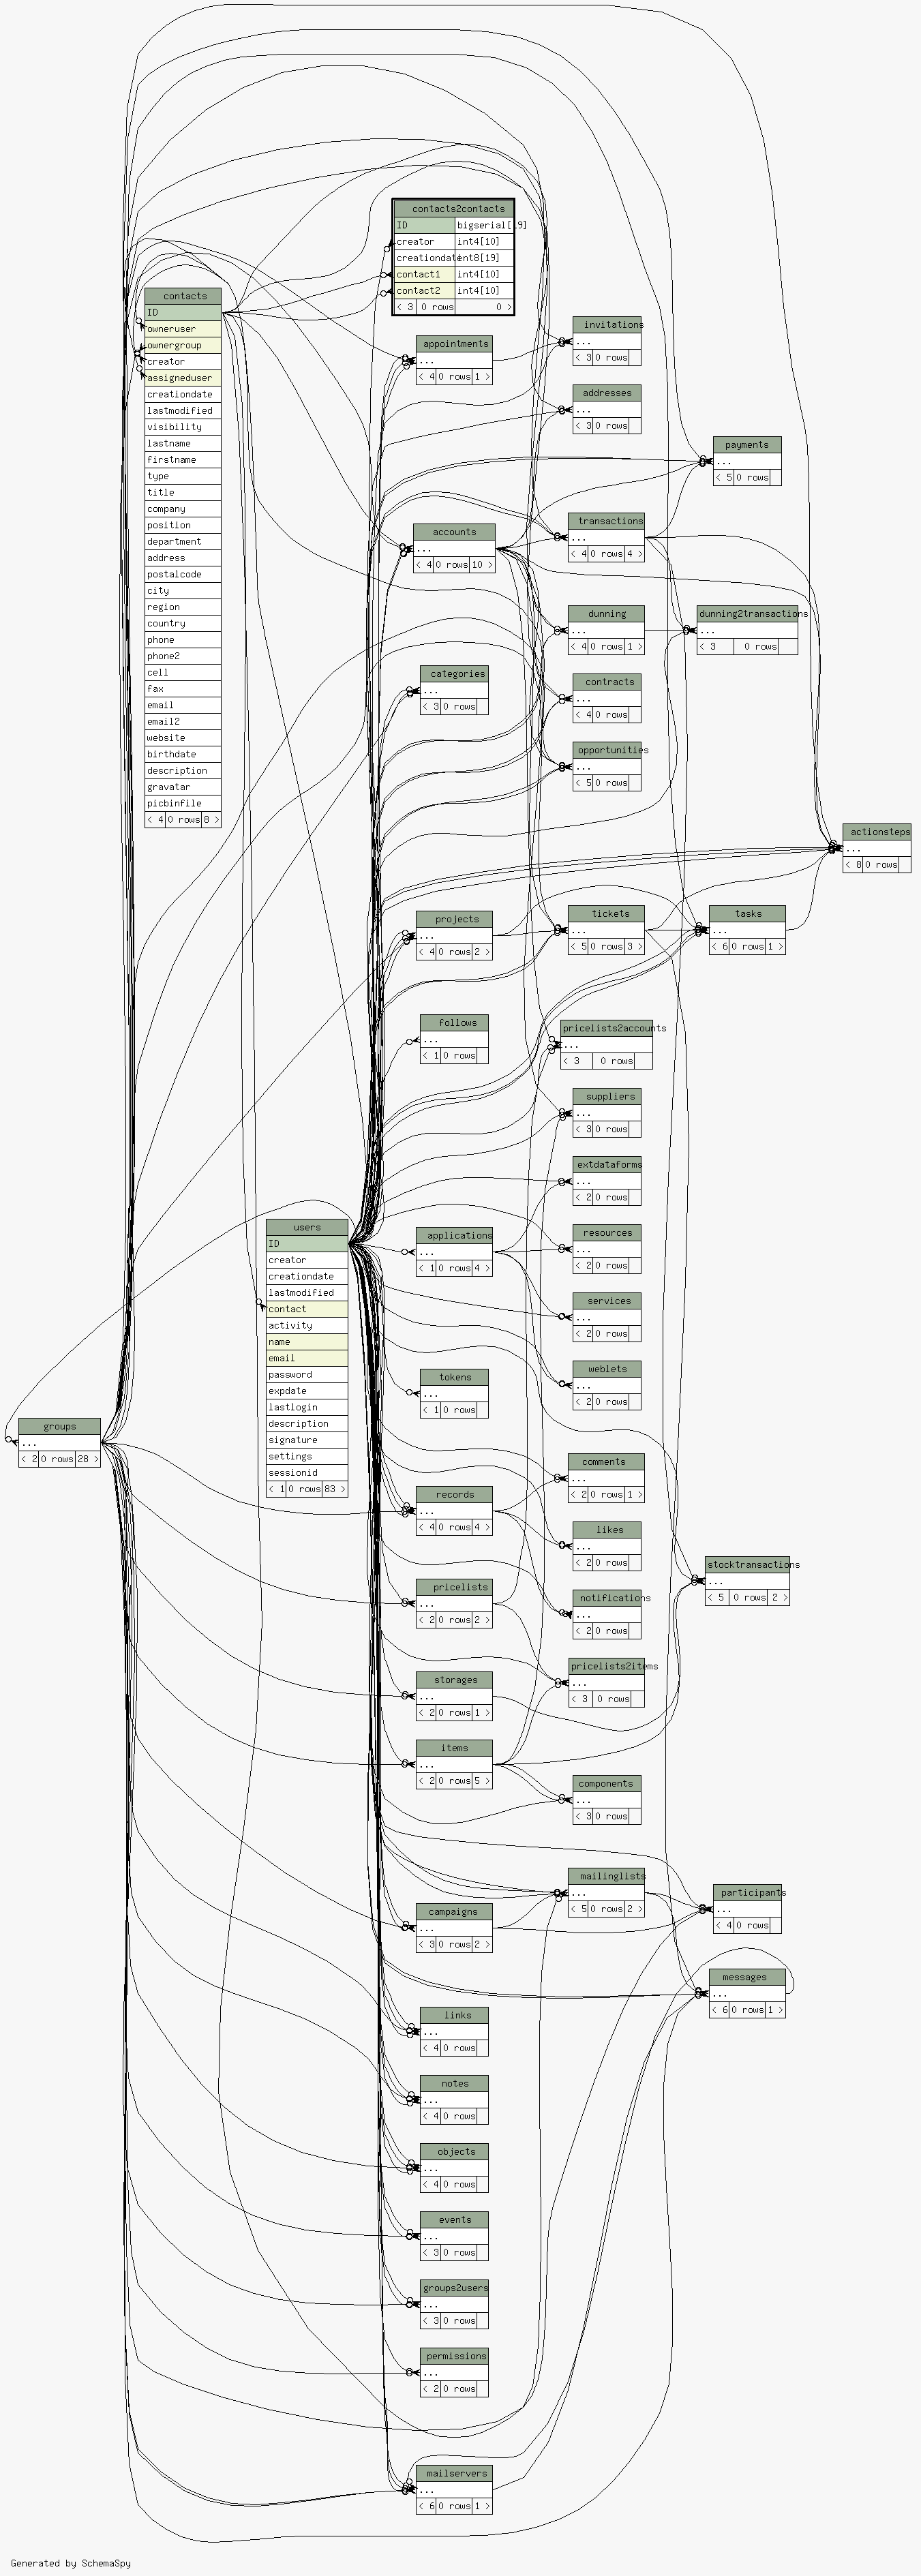 contacts2contacts
ID bigserial[19]
creator int4[10]
creationdate int8[19]
contact1 int4[10]
contact2 int4[10]
< 3 0 rows 0 >
contacts
ID
owneruser
ownergroup
creator
assigneduser
creationdate
lastmodified
visibility
lastname
firstname
type
title
company
position
department
address
postalcode
city
region
country
phone
phone2
cell
fax
email
email2
website
birthdate
description
gravatar
picbinfile
< 4 0 rows 8 >
invitations
...
< 3 0 rows
appointments
...
< 4 0 rows 1 >
addresses
...
< 3 0 rows
payments
...
< 5 0 rows
transactions
...
< 4 0 rows 4 >
accounts
...
< 4 0 rows 10 >
dunning
...
< 4 0 rows 1 >
dunning2transactions
...
< 3 0 rows
categories
...
< 3 0 rows
contracts
...
< 4 0 rows
opportunities
...
< 5 0 rows
actionsteps
...
< 8 0 rows
projects
...
< 4 0 rows 2 >
tickets
...
< 5 0 rows 3 >
tasks
...
< 6 0 rows 1 >
follows
...
< 1 0 rows
pricelists2accounts
...
< 3 0 rows
suppliers
...
< 3 0 rows
extdataforms
...
< 2 0 rows
users
ID
creator
creationdate
lastmodified
contact
activity
name
email
password
expdate
lastlogin
description
signature
settings
sessionid
< 1 0 rows 83 >
applications
...
< 1 0 rows 4 >
resources
...
< 2 0 rows
services
...
< 2 0 rows
weblets
...
< 2 0 rows
tokens
...
< 1 0 rows
groups
...
< 2 0 rows 28 >
comments
...
< 2 0 rows 1 >
records
...
< 4 0 rows 4 >
likes
...
< 2 0 rows
stocktransactions
...
< 5 0 rows 2 >
pricelists
...
< 2 0 rows 2 >
notifications
...
< 2 0 rows
pricelists2items
...
< 3 0 rows
storages
...
< 2 0 rows 1 >
items
...
< 2 0 rows 5 >
components
...
< 3 0 rows
mailinglists
...
< 5 0 rows 2 >
participants
...
< 4 0 rows
campaigns
...
< 3 0 rows 2 >
messages
...
< 6 0 rows 1 >
links
...
< 4 0 rows
notes
...
< 4 0 rows
objects
...
< 4 0 rows
events
...
< 3 0 rows
groups2users
...
< 3 0 rows
permissions
...
< 2 0 rows
mailservers
...
< 6 0 rows 1 >
Generated by SchemaSpy